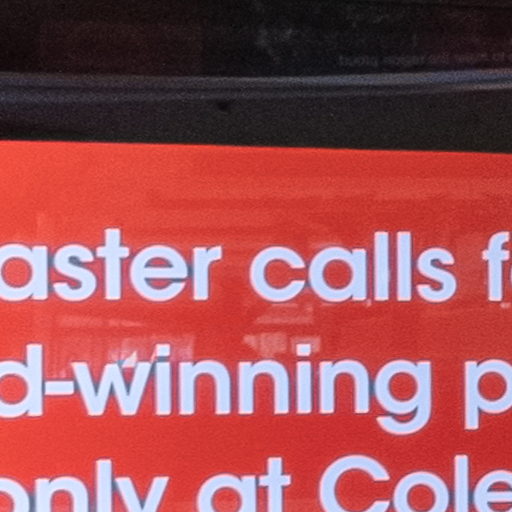 aster calls f
d-winning p
only at Cole